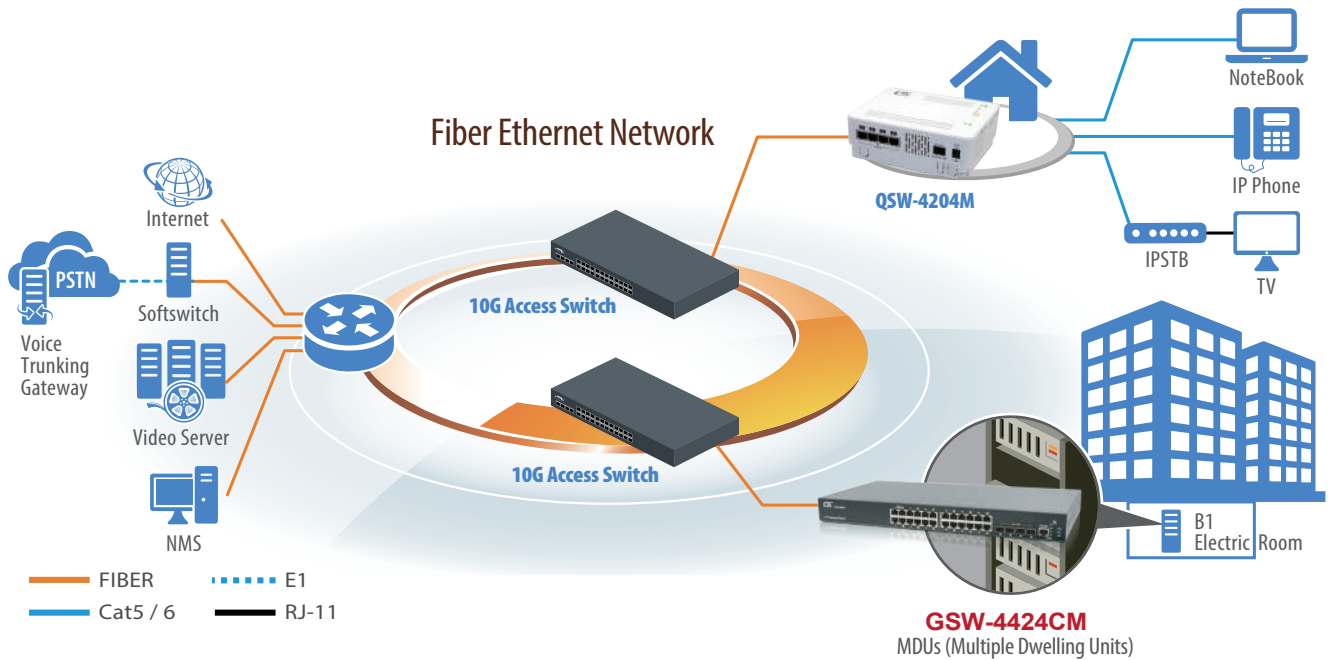 Fiber Ethernet Network
Internet
PSTN
Softswitch
Voice
Trunking
Gateway
Video Server
NMS
10G Access Switch
10G Access Switch
QSW-4204M
NoteBook
IP Phone
IPSTB
TV
B1
Electric Room
GSW-4424CM
MDUs (Multiple Dwelling Units)
FIBER
E1
Cat5 / 6
RJ-11